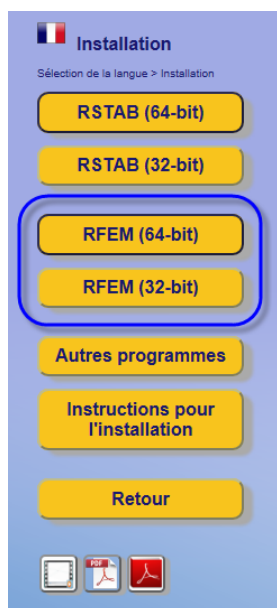 Installation
Sélection de la langue > Installation
RSTAB (64-bit)
RSTAB (32-bit)
RFEM (64-bit)
RFEM (32-bit)
Autres programmes
Instructions pour
l'installation
Retour
PDF